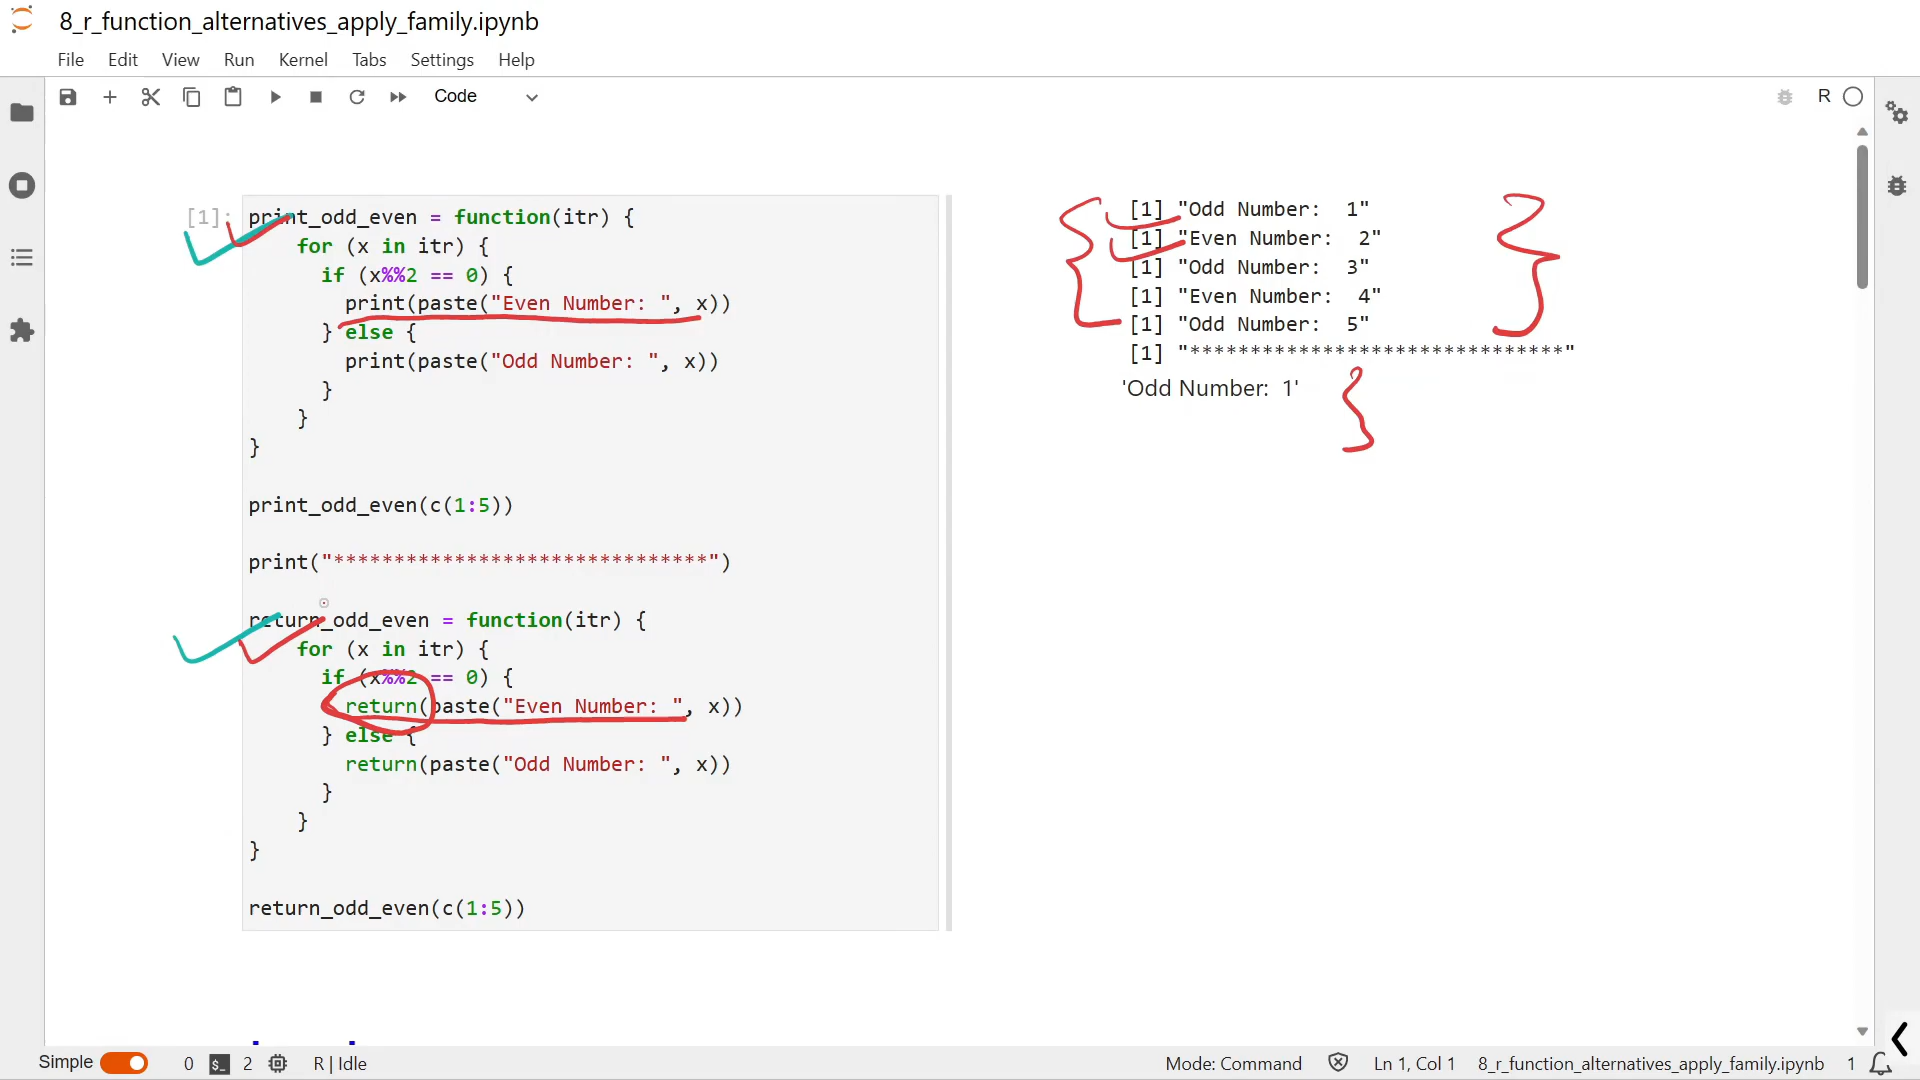 8_r_function_alternatives_apply_family.ipynb
File Edit View Run Kernel Tabs Settings Help
Code
R
[1]:
print_odd_even = function(itr) {
for (x in itr) {
if (x%%2 == 0) {
print(paste("Even Number: ", x))
} else {
print(paste("Odd Number: ", x))
}
}
}
print_odd_even(c(1:5))
print("*******************************")
return_odd_even = function(itr) {
for (x in itr) {
if (x%%2 == 0) {
return(paste("Even Number: ", x))
} else {
return(paste("Odd Number: ", x))
}
}
}
return_odd_even(c(1:5))
[1] "Odd Number:  1"
[1] "Even Number:  2"
[1] "Odd Number:  3"
[1] "Even Number:  4"
[1] "Odd Number:  5"
[1] "*******************************"
'Odd Number:  1'
Simple 0 $_ 2 R | Idle Mode: Command Ln 1, Col 1 8_r_function_alternatives_apply_family.ipynb 1